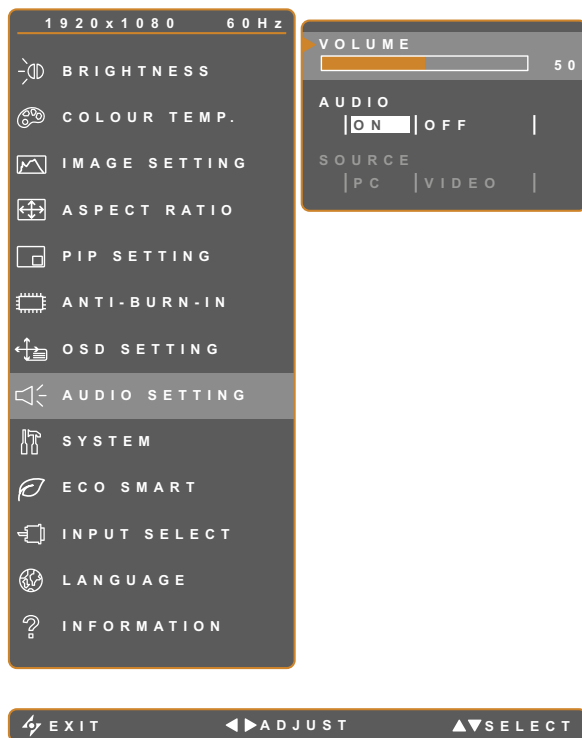 1920x1080 60Hz
BRIGHTNESS
COLOUR TEMP.
IMAGE SETTING
ASPECT RATIO
PIP SETTING
ANTI-BURN-IN
OSD SETTING
AUDIO SETTING
SYSTEM
ECO SMART
INPUT SELECT
LANGUAGE
INFORMATION
VOLUME
50
AUDIO
ON OFF
SOURCE
PC VIDEO
EXIT ADJUST SELECT